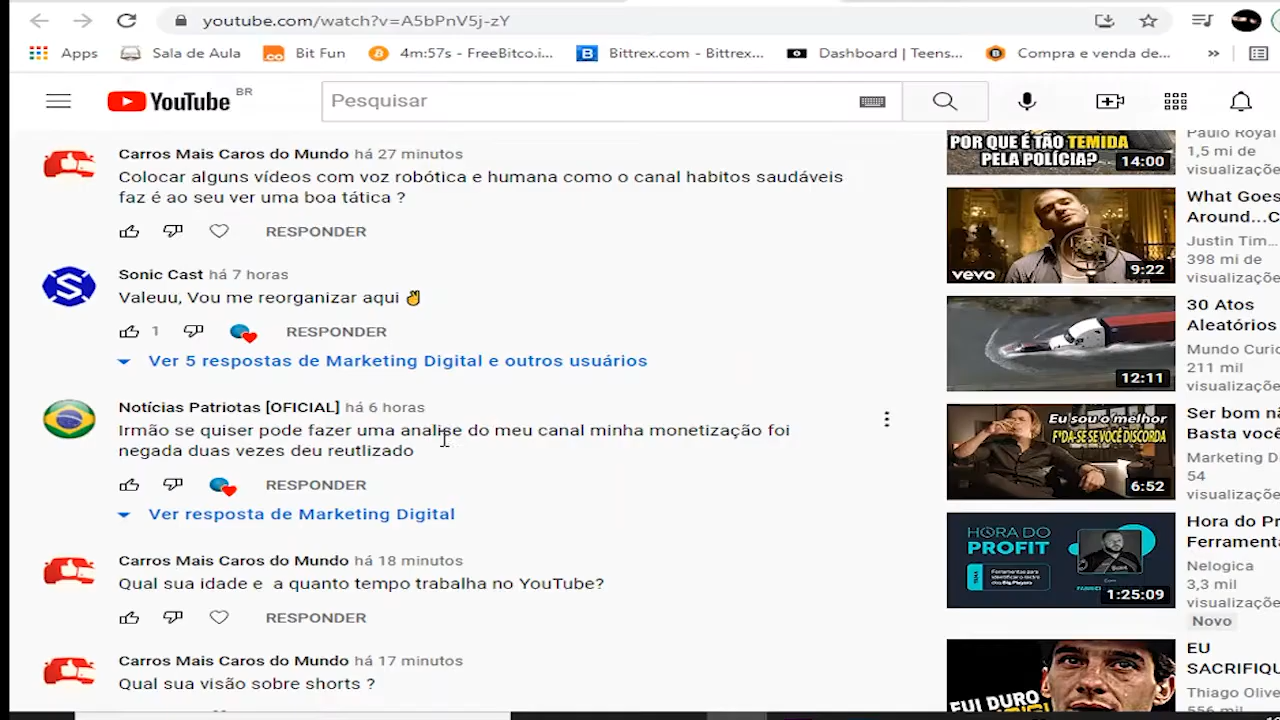 youtube.com/watch?v=A5bPnV5j-zY
Apps Sala de Aula Bit Fun 4m:57s - FreeBitco.i... Bittrex.com - Bittrex... Dashboard | Teens... Compra e venda de... »
YouTube BR
Pesquisar
Carros Mais Caros do Mundo há 27 minutos
Colocar alguns vídeos com voz robótica e humana como o canal habitos saudáveis
faz é ao seu ver uma boa tática ?
RESPONDER
Sonic Cast há 7 horas
Valeuu, Vou me reorganizar aqui
1 RESPONDER
Ver 5 respostas de Marketing Digital e outros usuários
Notícias Patriotas [OFICIAL] há 6 horas
Irmão se quiser pode fazer uma do meu canal minha monetização foi
negada duas vezes deu reutlizado
RESPONDER
Ver resposta de Marketing Digital
Carros Mais Caros do Mundo há 18 minutos
Qual sua idade e a trabalha no YouTube?
RESPONDER
Carros Mais Caros do Mundo há 17 minutos
Qual sua visão sobre shorts ?
POR QUE É TÃO TEMIDA
PELA POLÍCIA?
14:00
Paulo Royal
1,5 mi de
visualizaçõe
vevo
9:22
What Goes
Around...C
Justin Tim...
398 mi de
visualizaçõe
12:11
30 Atos
Aleatórios
Mundo Curio
211 mil
visualizaçõe
Eu sou o melhor
F*DA-SE SE VOCÊ DISCORDA
6:52
Ser bom nã
Basta você
Marketing D
54
visualizaçõe
HORA DO
PROFIT
1:25:09
Hora do Pr
Ferrament
Nelogica
3,3 mil
visualizaçõe
Novo
EU
SACRIFIQU
Thiago Olive
556 mil